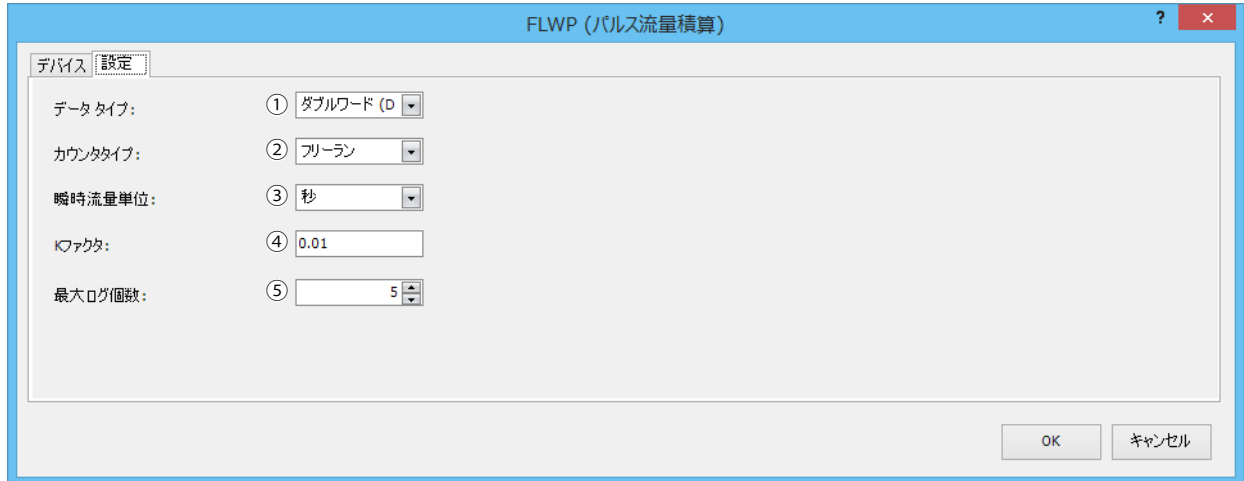 FLWP (パルス流量積算)
? ×
デバイス 設定
データ タイプ: ① ダブルワード (D
カウンタタイプ: ② フリーラン
瞬時流量単位: ③ 秒
Kファクタ: ④ 0.01
最大ログ個数: ⑤ 5
OK キャンセル